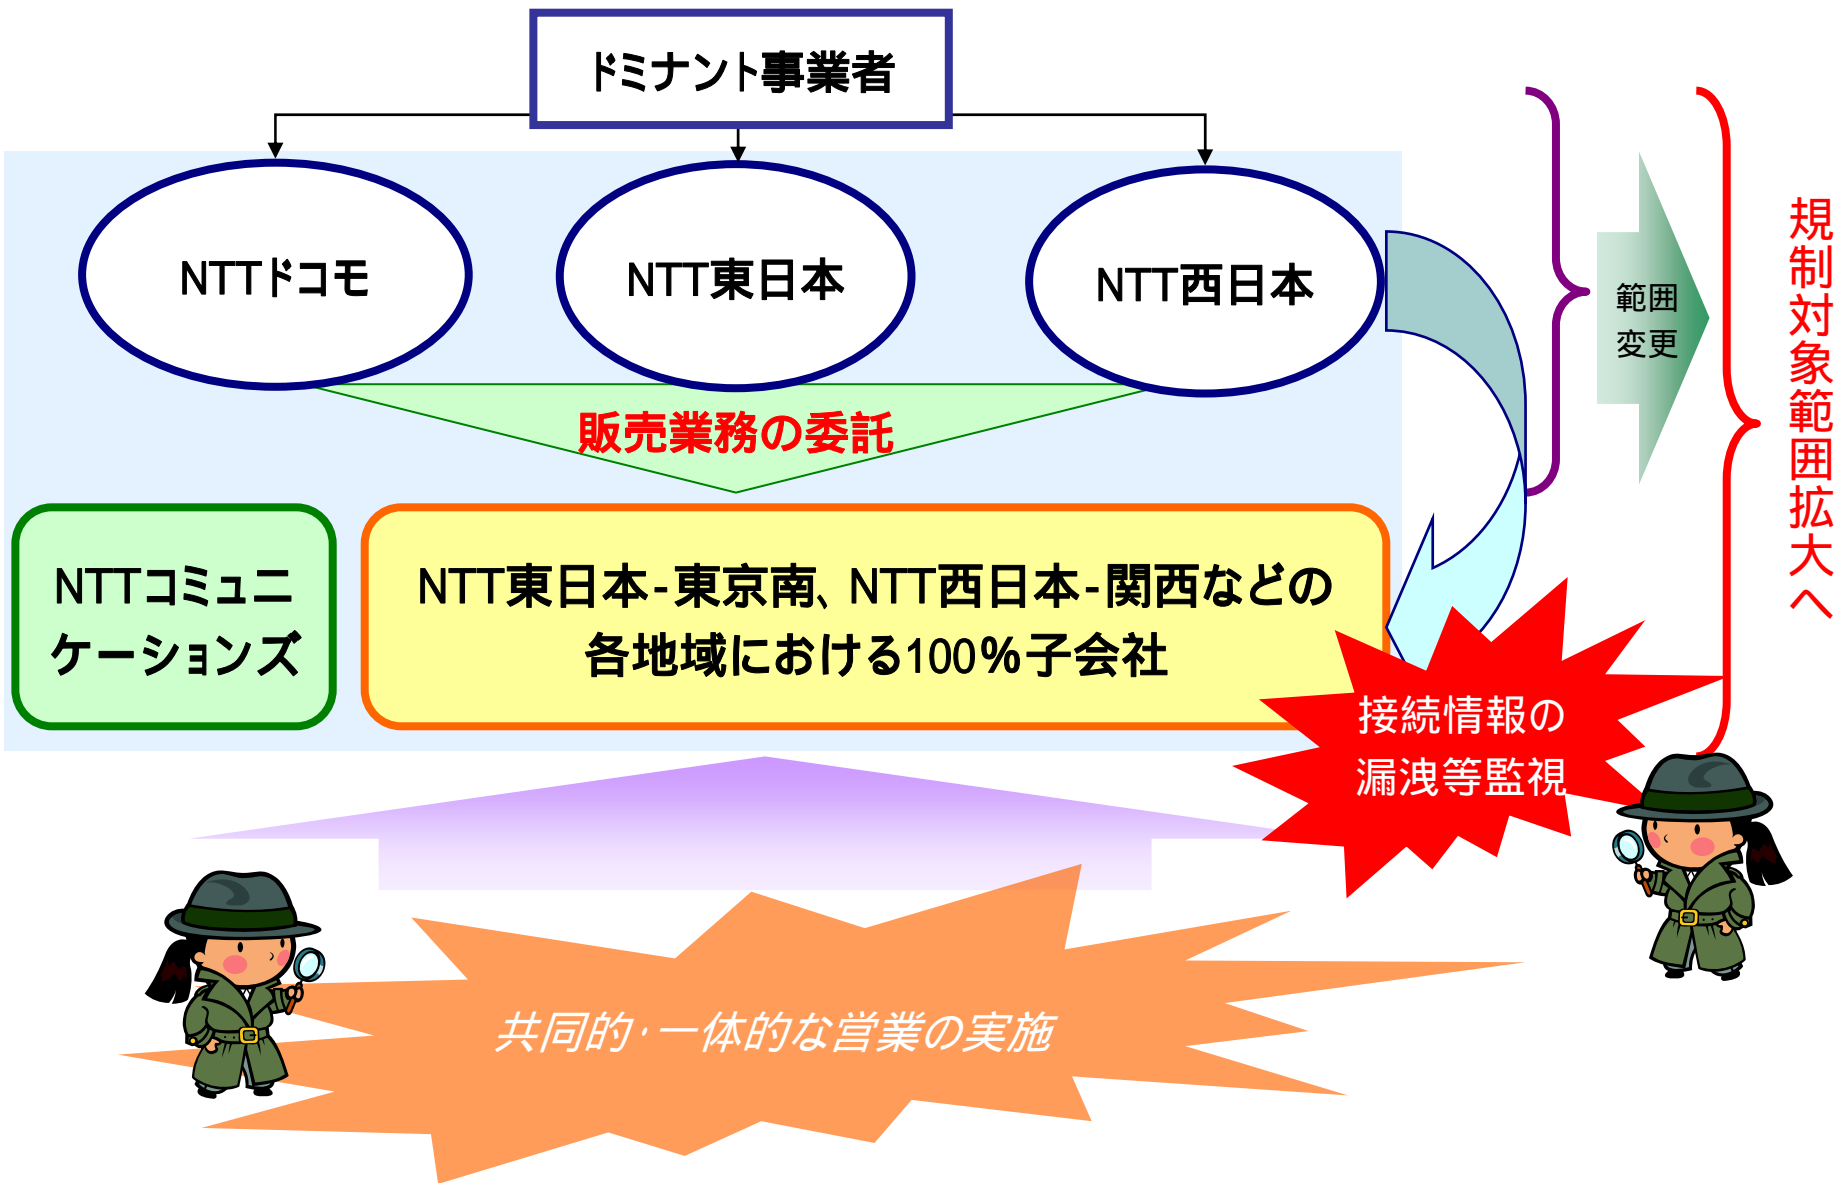 ドミナント事業者
NTTドコモ
NTT東日本
NTT西日本
範囲
変更
規制対象範囲拡大へ
販売業務の委託
NTTコミュニ
ケーションズ
NTT東日本-東京南、NTT西日本-関西などの
各地域における100%子会社
接続情報の
漏洩等監視
共同的・一体的な営業の実施